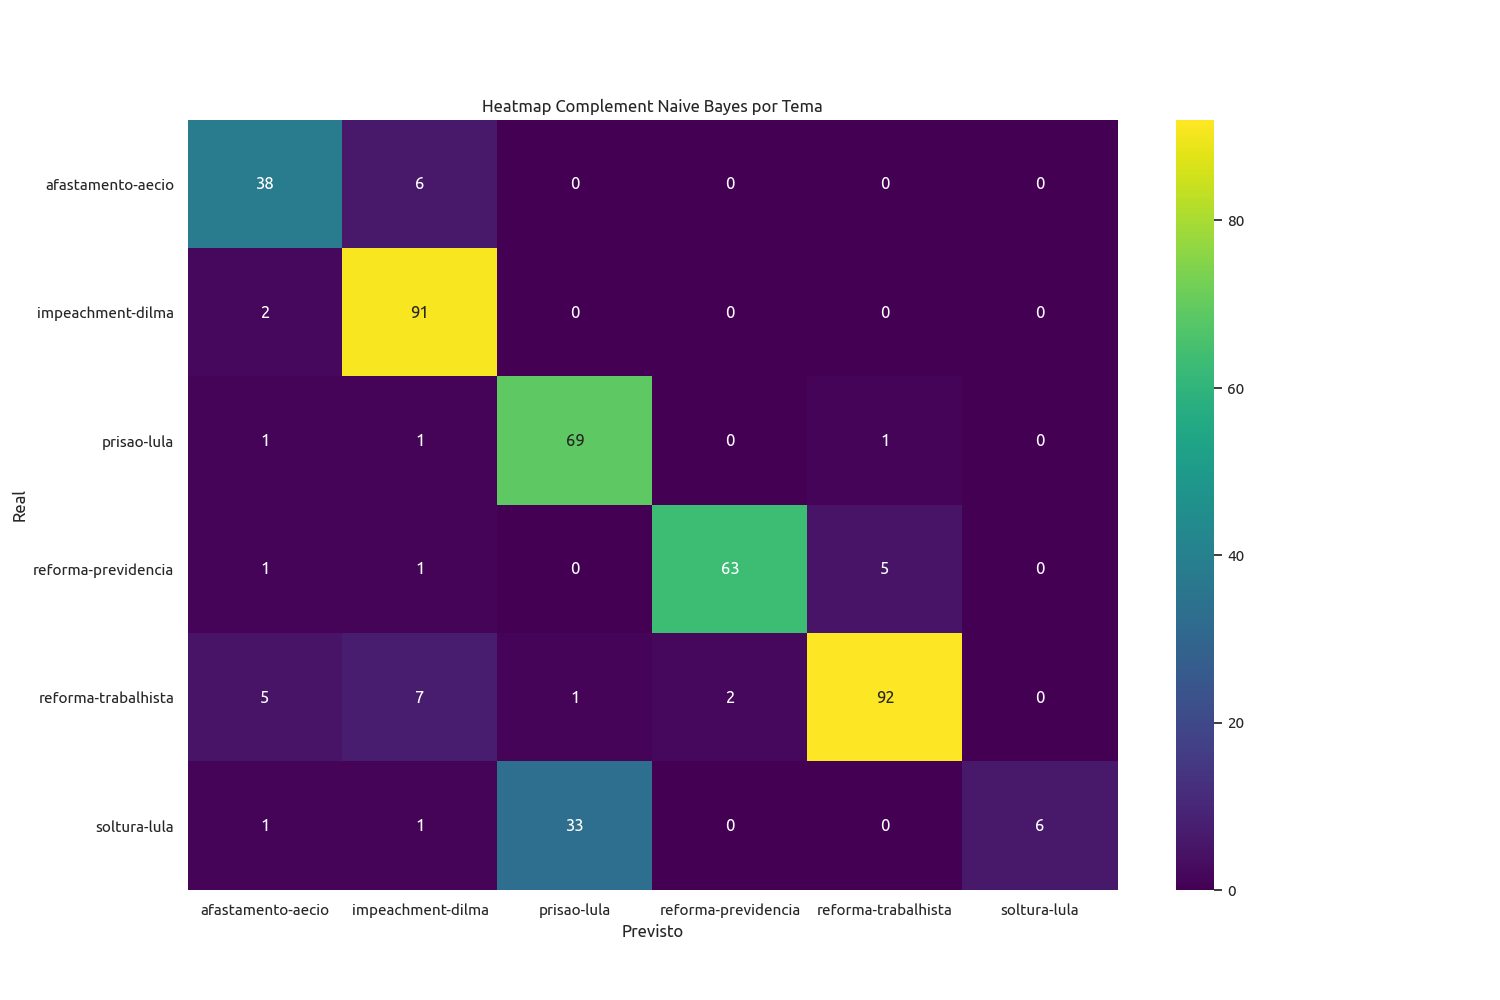 Heatmap Complement Naive Bayes por Tema
afastamento-aecio 38 6 0 0 0 0
impeachment-dilma 2 91 0 0 0 0
prisao-lula 1 1 69 0 1 0
reforma-previdencia 1 1 0 63 5 0
reforma-trabalhista 5 7 1 2 92 0
soltura-lula 1 1 33 0 0 6
afastamento-aecio impeachment-dilma prisao-lula reforma-previdencia reforma-trabalhista soltura-lula
Previsto
Real
80
60
40
20
0